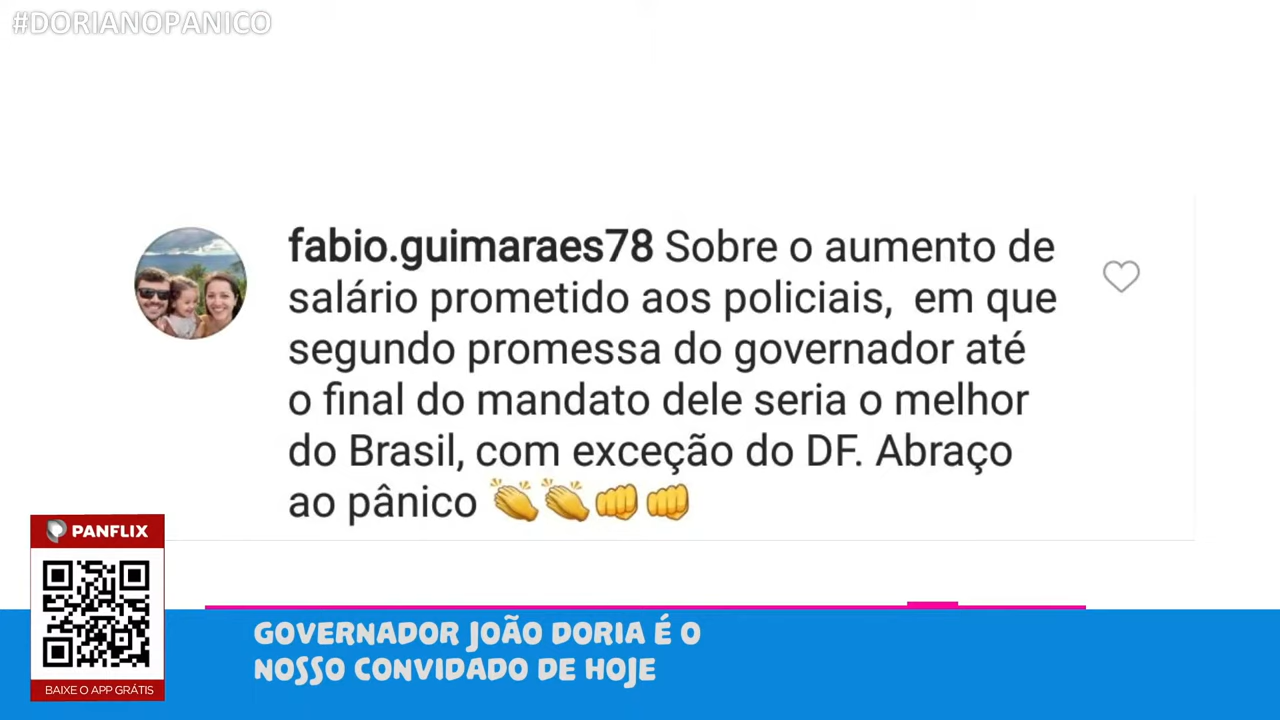 #DORIANOPANICO
fabio.guimaraes78 Sobre o aumento de
salário prometido aos policiais, em que
segundo promessa do governador até
o final do mandato dele seria o melhor
do Brasil, com exceção do DF. Abraço
ao pânico 👏👏👊👊
PANFLIX
BAIXE O APP GRÁTIS
GOVERNADOR JOÃO DORIA É O
NOSSO CONVIDADO DE HOJE